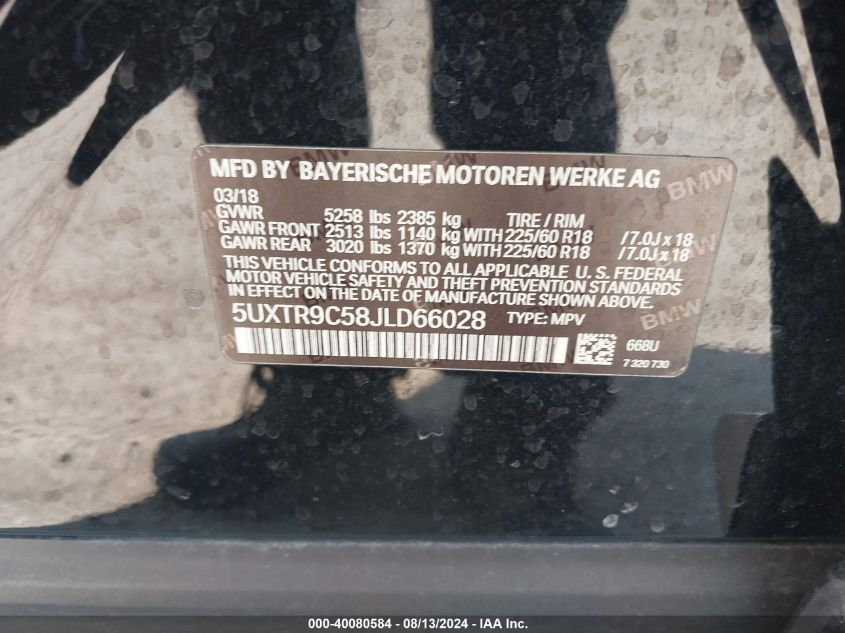 MFD BY BAYERISCHE MOTOREN WERKE AG
03/18
GVWR 5258 lbs 2385 kg TIRE / RIM
GAWR FRONT 2513 lbs 1140 kg WITH 225/60 R18 / 7.0J x 18
GAWR REAR 3020 lbs 1370 kg WITH 225/60 R18 / 7.0J x 18
THIS VEHICLE CONFORMS TO ALL APPLICABLE U. S. FEDERAL
MOTOR VEHICLE SAFETY AND THEFT PREVENTION STANDARDS
IN EFFECT ON THE DATE OF MANUFACTURE SHOWN ABOVE.
5UXTR9C58JLD66028 TYPE: MPV
668U
7 320 730
BMW
BMW
000-40080584 - 08/13/2024 - IAA Inc.